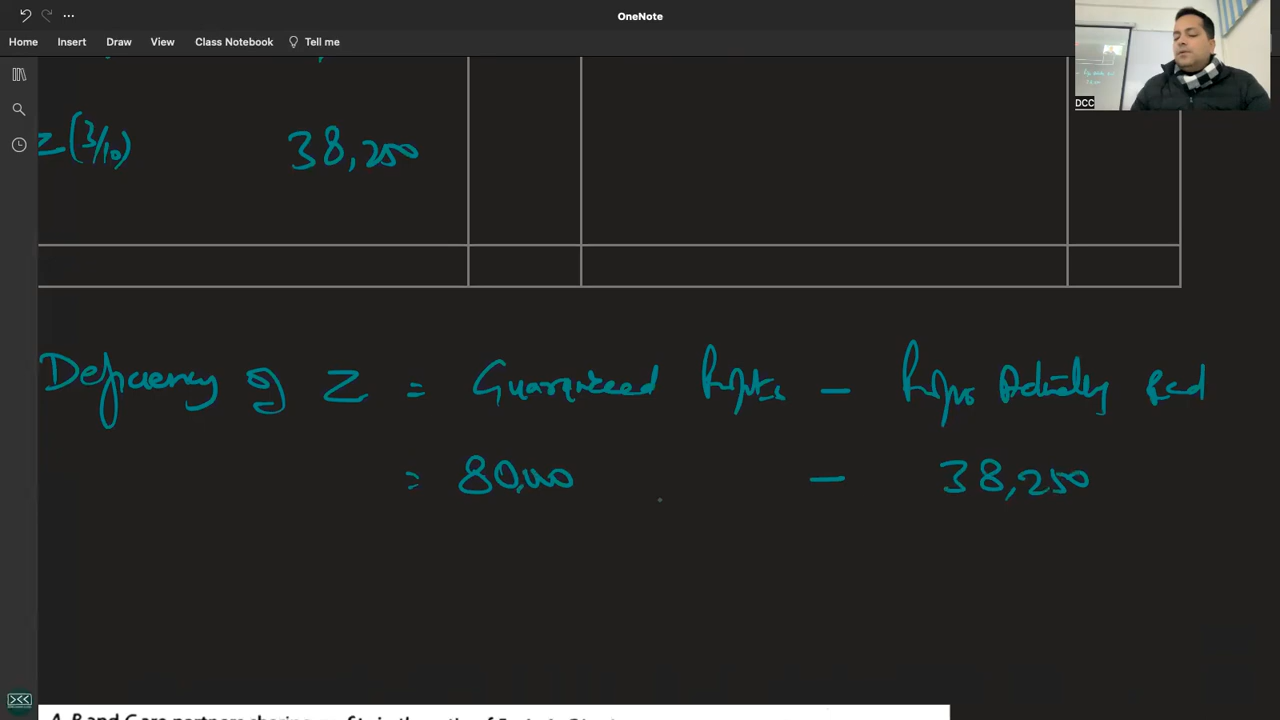 OneNote
Home Insert Draw View Class Notebook Tell me
DCC
Z (3/10) 38,250
Deficiency of Z = Guaranteed Profits - Profits Actually
= 80,000 - 38,250